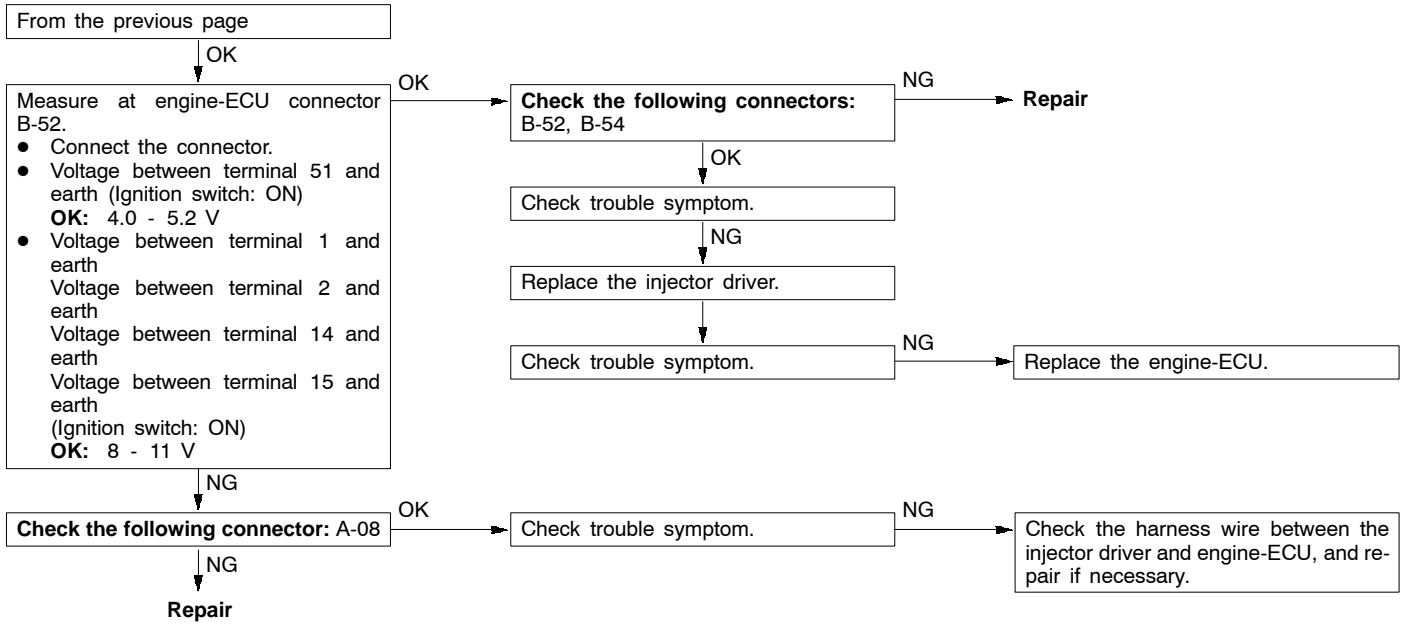 From the previous page
OK
Measure at engine-ECU connector
B-52.
● Connect the connector.
● Voltage between terminal 51 and
earth (Ignition switch: ON)
OK: 4.0 - 5.2 V
● Voltage between terminal 1 and
earth
Voltage between terminal 2 and
earth
Voltage between terminal 14 and
earth
Voltage between terminal 15 and
earth
(Ignition switch: ON)
OK: 8 - 11 V
OK
Check the following connectors:
B-52, B-54
NG
Repair
OK
Check trouble symptom.
NG
Replace the injector driver.
Check trouble symptom.
NG
Replace the engine-ECU.
NG
Check the following connector: A-08
OK
Check trouble symptom.
NG
Check the harness wire between the
injector driver and engine-ECU, and re-
pair if necessary.
NG
Repair